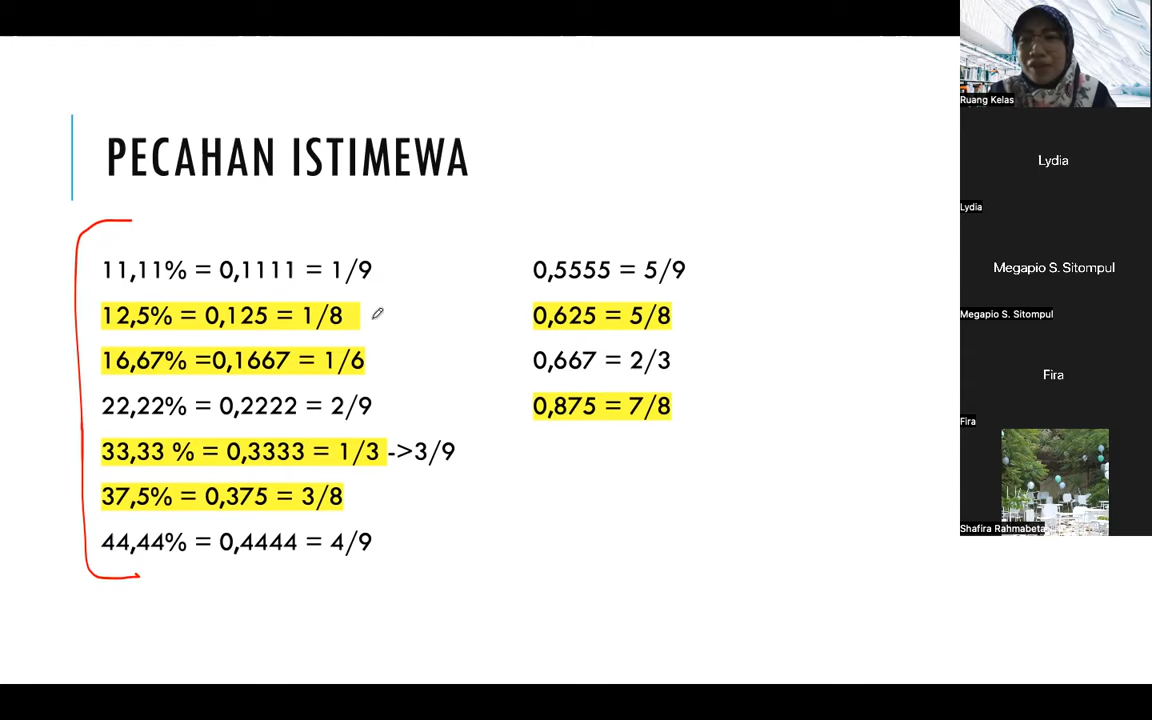 PECAHAN ISTIMEWA
11,11% = 0,1111 = 1/9
12,5% = 0,125 = 1/8
16,67% =0,1667 = 1/6
22,22% = 0,2222 = 2/9
33,33 % = 0,3333 = 1/3 ->3/9
37,5% = 0,375 = 3/8
44,44% = 0,4444 = 4/9
0,5555 = 5/9
0,625 = 5/8
0,667 = 2/3
0,875 = 7/8
Ruang Kelas
Lydia
Lydia
Megapio S. Sitompul
Megapio S. Sitompul
Fira
Fira
Shafira Rahmabeta